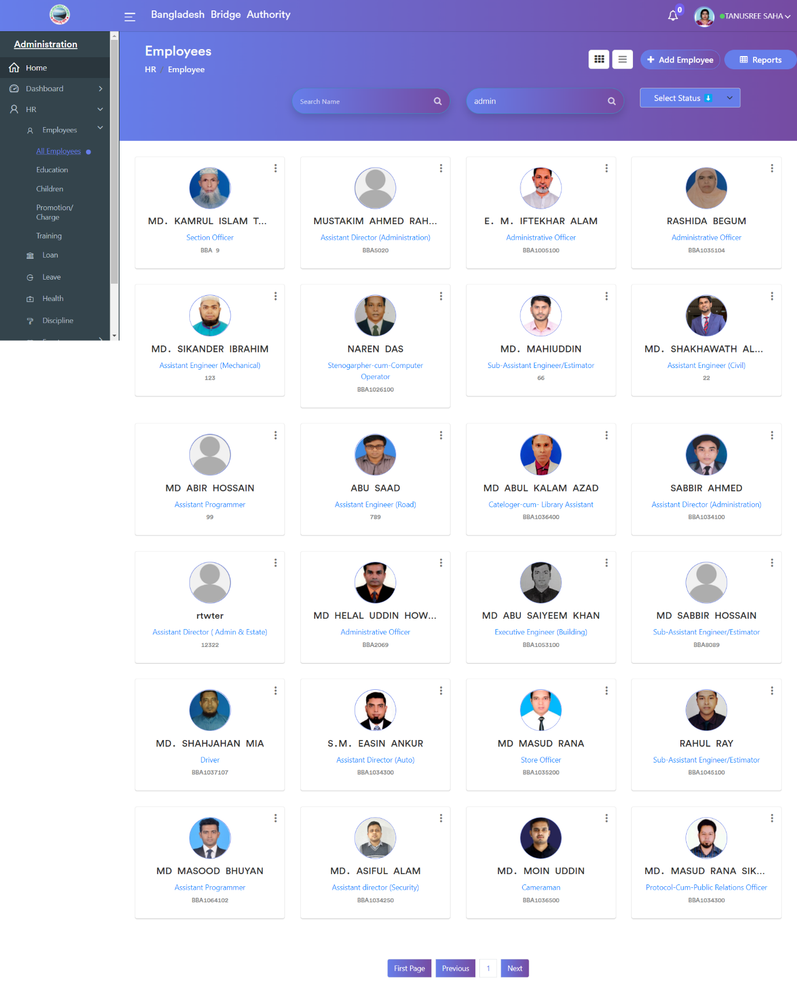 Bangladesh Bridge Authority
0
TANUSREE SAHA
Administration
Home
Dashboard
HR
Employees
All Employees
Education
Children
Promotion/
Charge
Training
Loan
Leave
Health
Discipline
Employees
HR / Employee
Add Employee
Reports
Search Name
admin
Select Status
MD. KAMRUL ISLAM T...
Section Officer
BBA 9
MUSTAKIM AHMED RAH...
Assistant Director (Administration)
BBA5020
E. M. IFTEKHAR ALAM
Administrative Officer
BBA1005100
RASHIDA BEGUM
Administrative Officer
BBA1035104
MD. SIKANDER IBRAHIM
Assistant Engineer (Mechanical)
123
NAREN DAS
Stenogarpher-cum-Computer
Operator
BBA1026100
MD. MAHIUDDIN
Sub-Assistant Engineer/Estimator
66
MD. SHAKHAWATH AL...
Assistant Engineer (Civil)
22
MD ABIR HOSSAIN
Assistant Programmer
99
ABU SAAD
Assistant Engineer (Road)
789
MD ABUL KALAM AZAD
Cateloger-cum- Library Assistant
BBA1036400
SABBIR AHMED
Assistant Director (Administration)
BBA1034100
rtwter
Assistant Director ( Admin & Estate)
12322
MD HELAL UDDIN HOW...
Administrative Officer
BBA2069
MD ABU SAIYEEM KHAN
Executive Engineer (Building)
BBA1053100
MD SABBIR HOSSAIN
Sub-Assistant Engineer/Estimator
BBA8089
MD. SHAHJAHAN MIA
Driver
BBA1037107
S.M. EASIN ANKUR
Assistant Director (Auto)
BBA1034300
MD MASUD RANA
Store Officer
BBA1035200
RAHUL RAY
Sub-Assistant Engineer/Estimator
BBA1045100
MD MASOOD BHUYAN
Assistant Programmer
BBA1064102
MD. ASIFUL ALAM
Assistant director (Security)
BBA1034250
MD. MOIN UDDIN
Cameraman
BBA1036500
MD. MASUD RANA SIK...
Protocol-Cum-Public Relations Officer
BBA1034300
First Page
Previous
1
Next